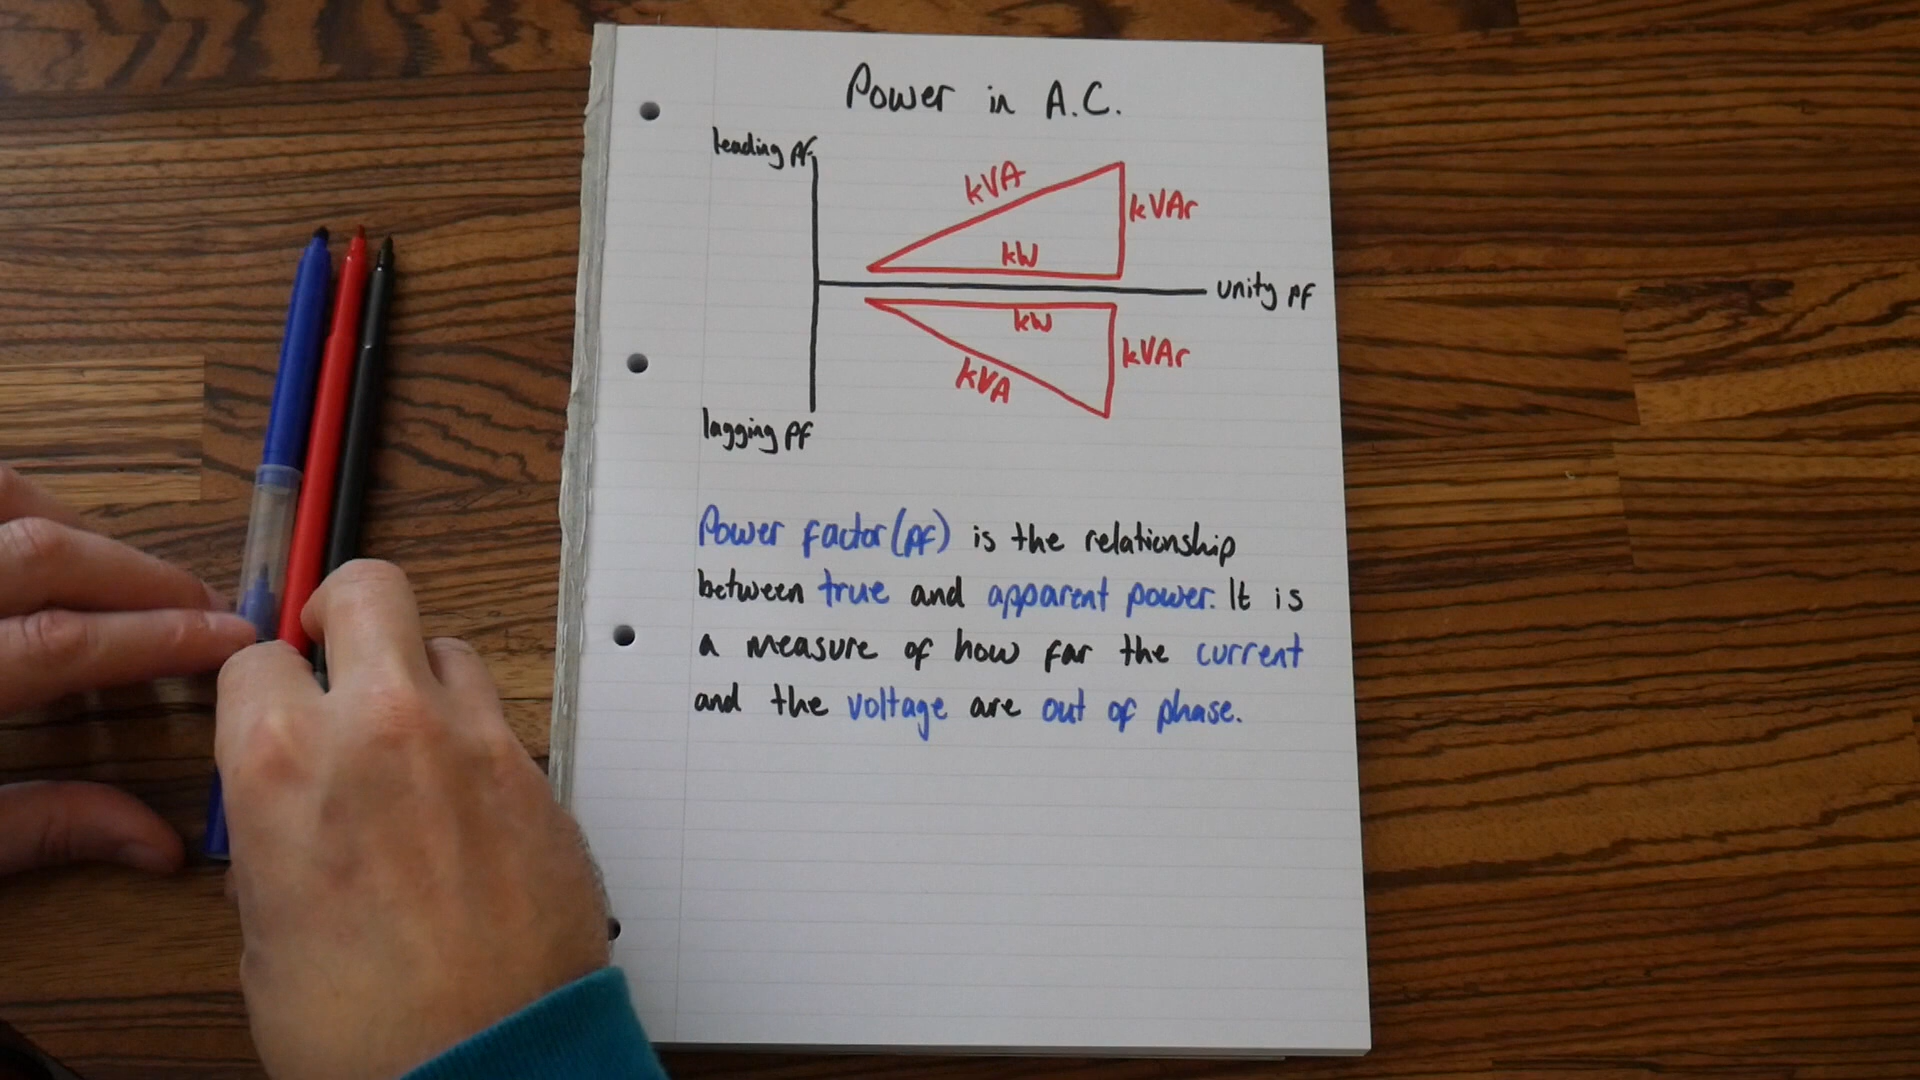 Power in A.C.
leading pf
kVA
kVAr
kW
unity pf
kW
kVAr
kVA
lagging pf
Power factor (pf) is the relationship
between true and apparent power. It is
a measure of how far the current
and the voltage are out of phase.